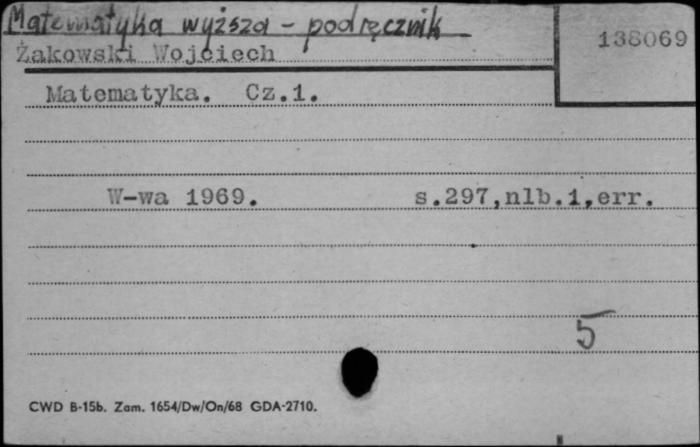 Matematyka wyższa - podręcznik
Żakowski Wojciech
138069
Matematyka. Cz.1.
W-wa 1969. s.297,nlb.1,err.
5
CWD B-15b. Zam. 1654/Dw/On/68 GDA-2710.